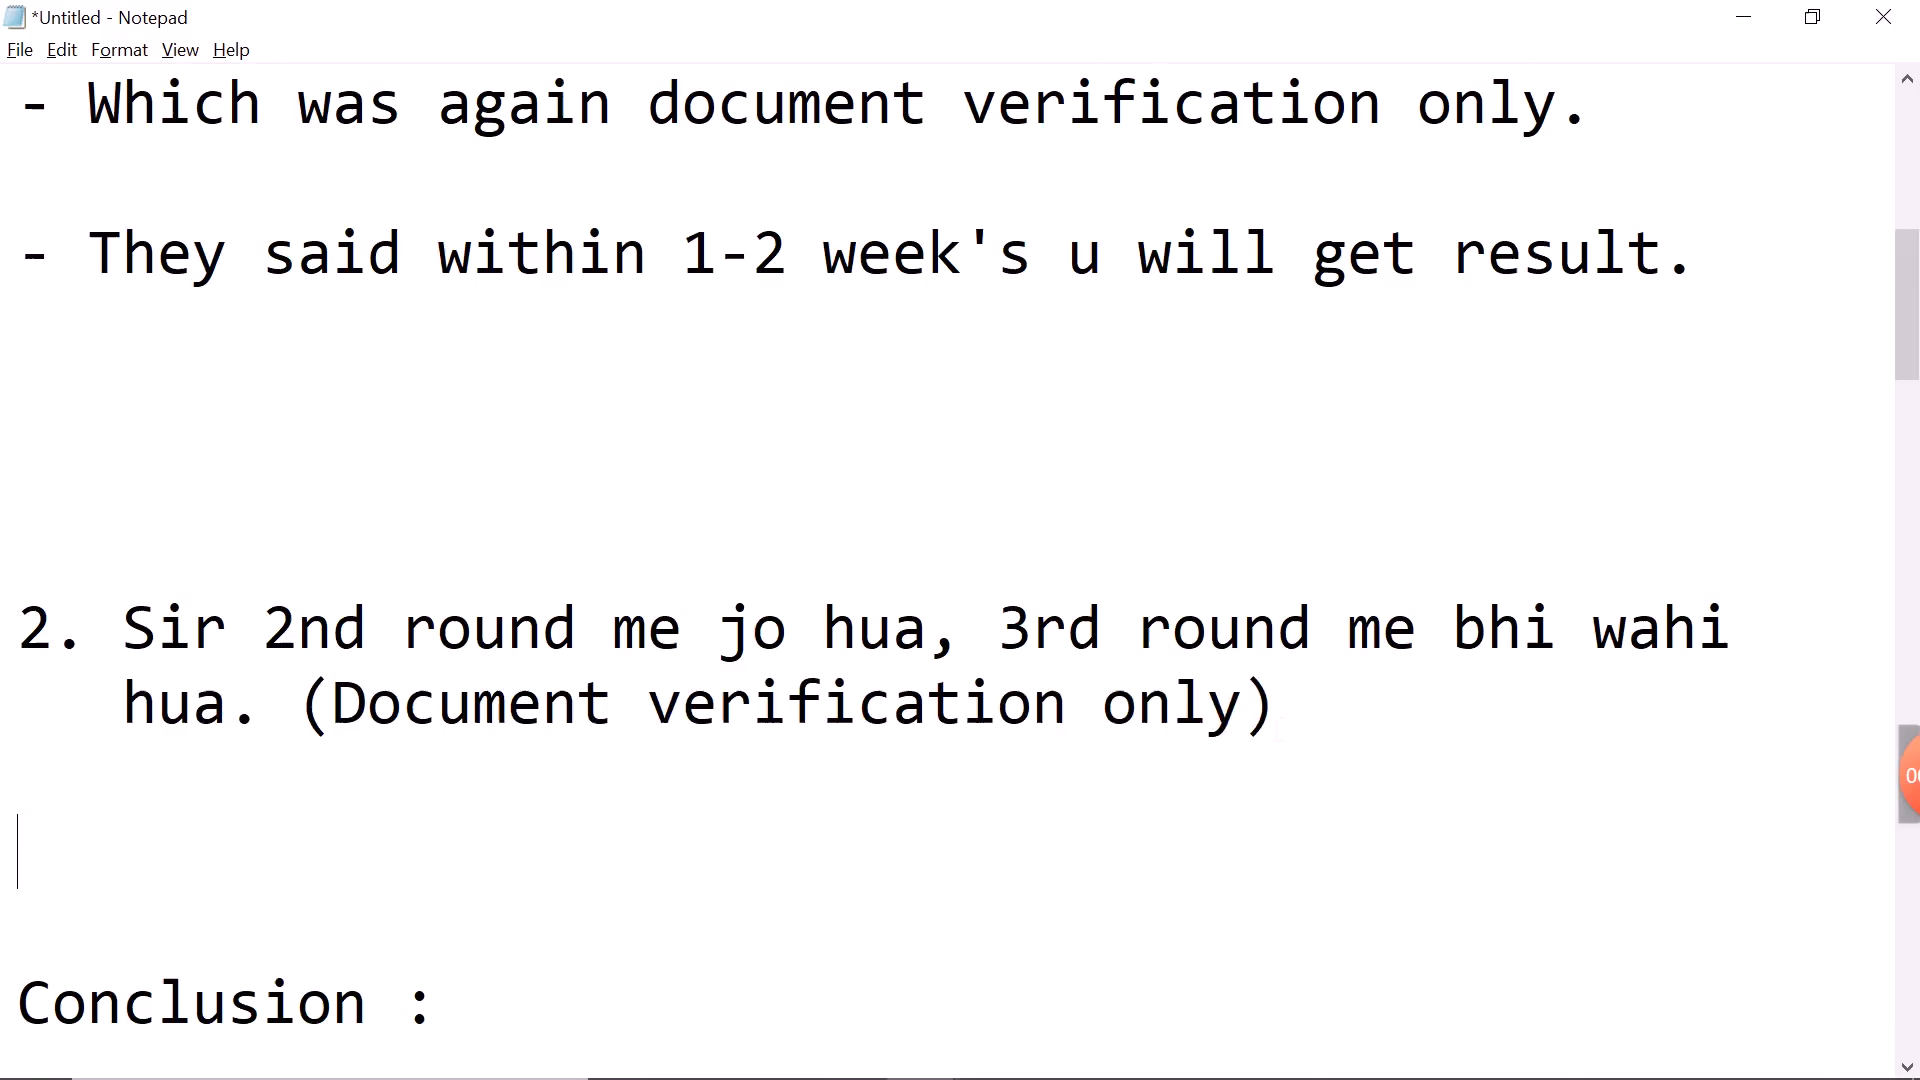 *Untitled - Notepad
File Edit Format View Help
- Which was again document verification only.
- They said within 1-2 week's u will get result.
2. Sir 2nd round me jo hua, 3rd round me bhi wahi
hua. (Document verification only)
Conclusion :